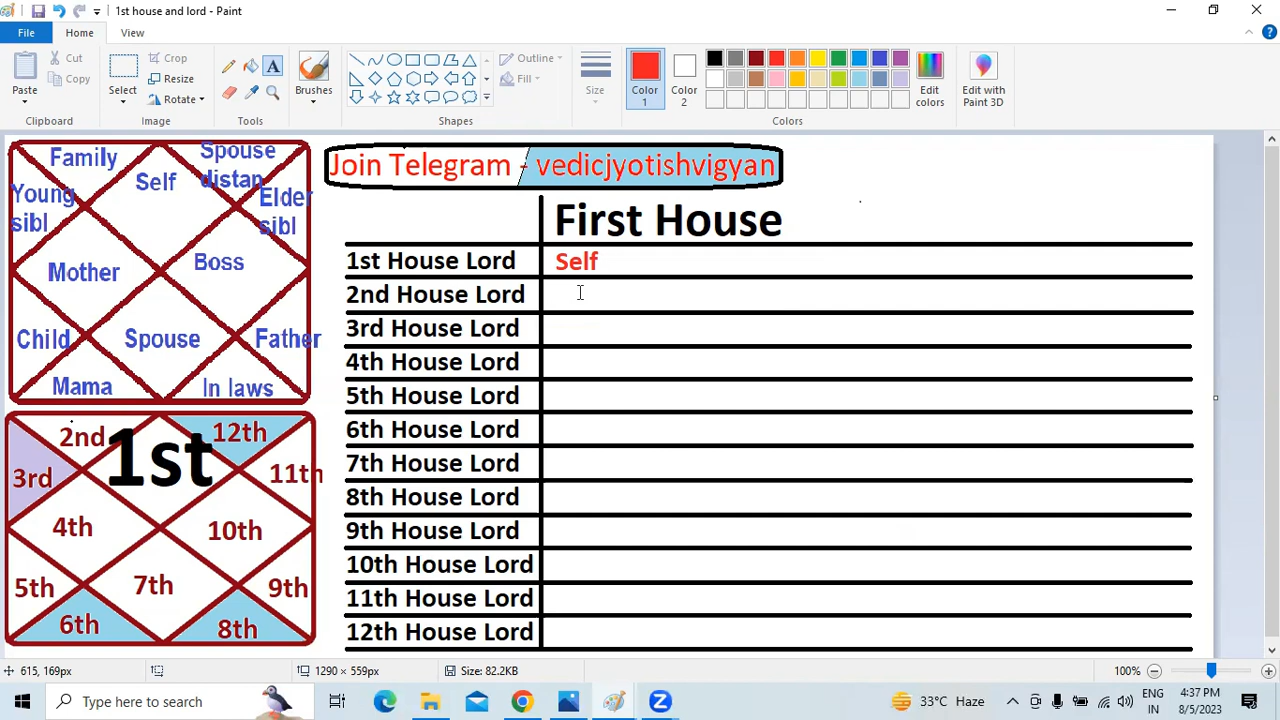 1st house and lord - Paint
File
Home
View
Paste
Cut
Copy
Clipboard
Select
Crop
Resize
Rotate
Image
Tools
Brushes
Shapes
Outline
Fill
Size
Color
1
Color
2
Edit
colors
Colors
Edit with
Paint 3D
Join Telegram - vedicjyotishvigyan
Family
Spouse
distan
Self
Young
sibl
Elder
sibl
Mother
Boss
Child
Spouse
Father
Mama
In laws
First House
1st House Lord
Self
2nd House Lord
3rd House Lord
4th House Lord
5th House Lord
6th House Lord
7th House Lord
8th House Lord
9th House Lord
10th House Lord
11th House Lord
12th House Lord
2nd
1st
12th
3rd
11th
4th
10th
5th
7th
9th
6th
8th
615, 169px
1290 × 559px
Size: 82.2KB
100%
Type here to search
33°C Haze
ENG
IN
4:37 PM
8/5/2023